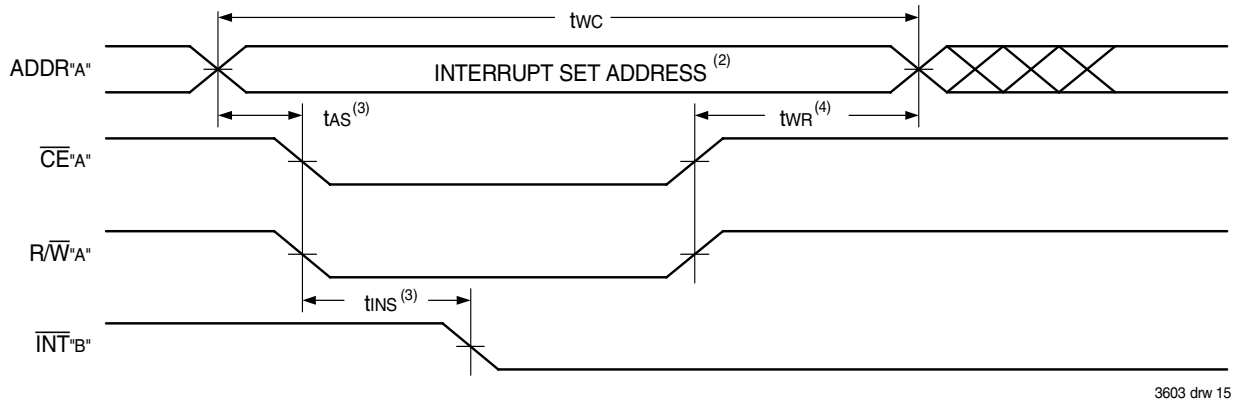 tWC
ADDR"A"
INTERRUPT SET ADDRESS (2)
tAS(3)
tWR(4)
CE"A"
R/W"A"
tINS(3)
INT"B"
3603 drw 15